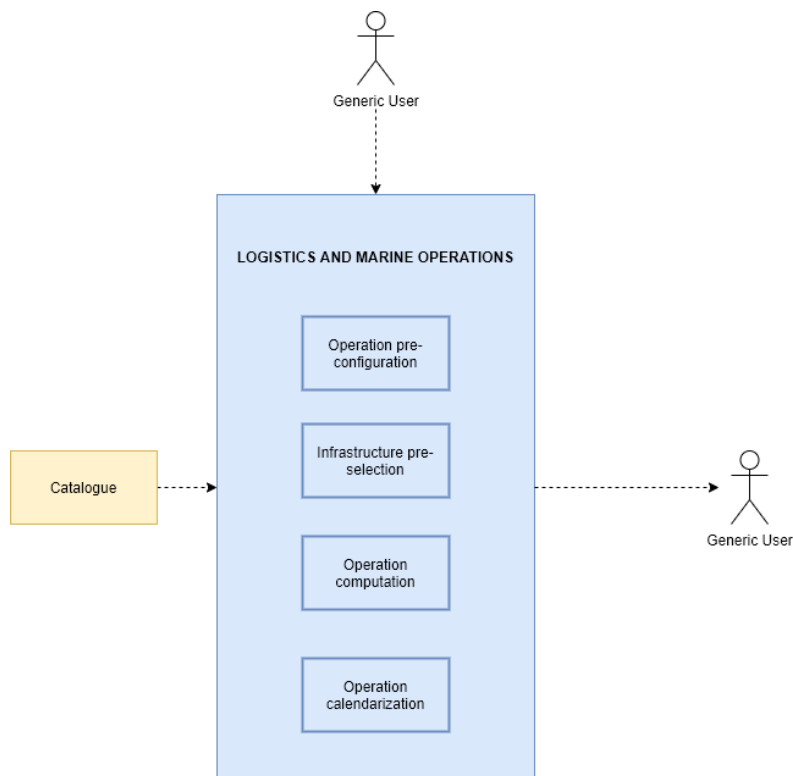 Generic User
LOGISTICS AND MARINE OPERATIONS
Operation pre-
configuration
Infrastructure pre-
selection
Catalogue
Generic User
Operation
computation
Operation
calendarization